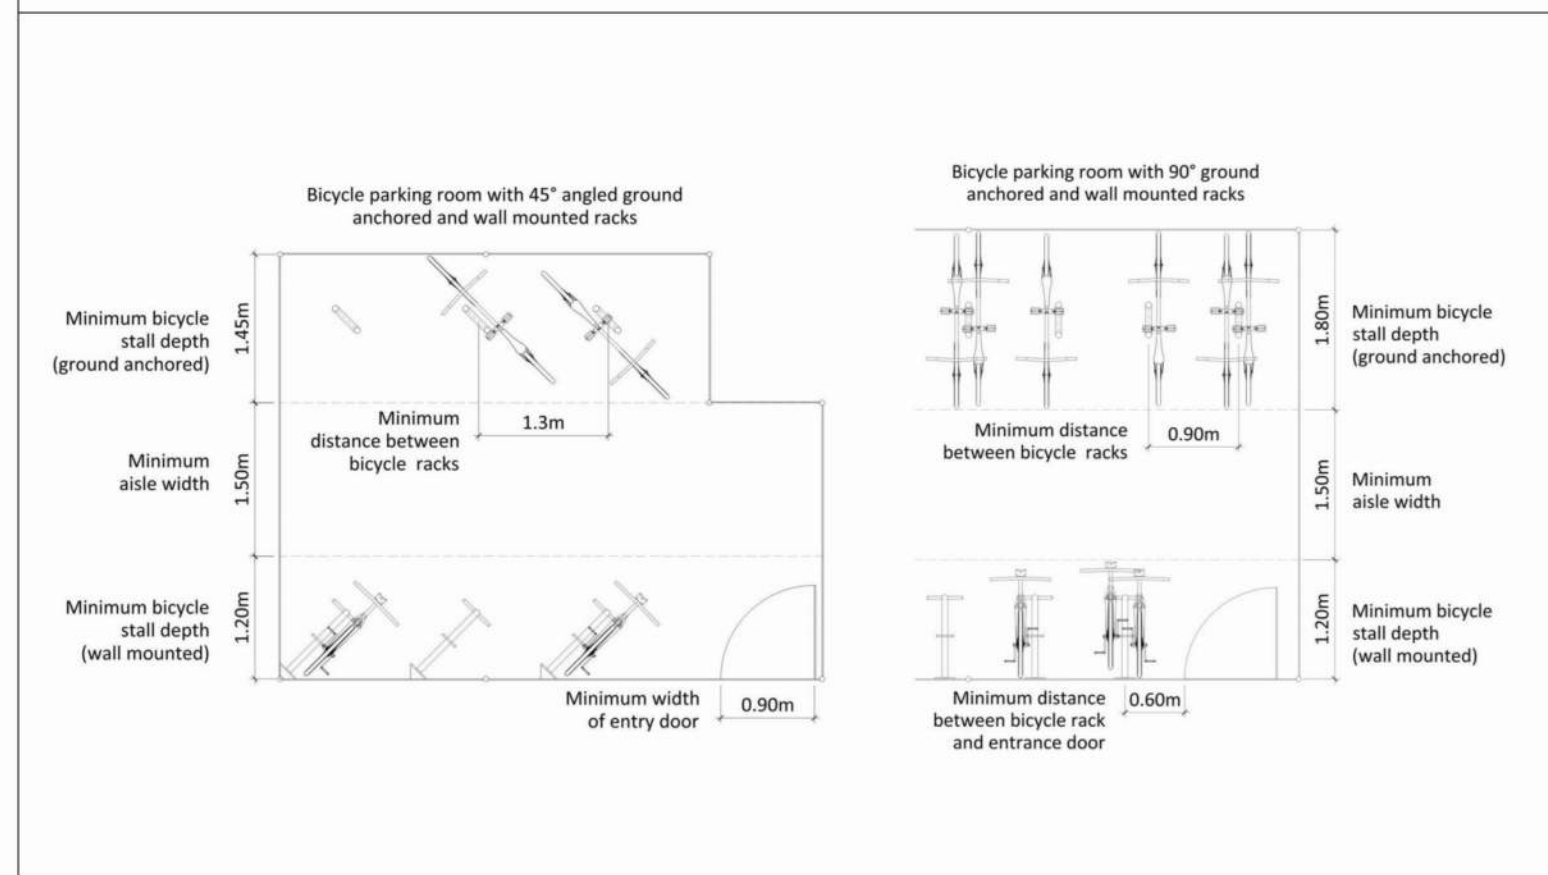 Bicycle parking room with 45° angled ground
anchored and wall mounted racks
Minimum bicycle
stall depth
(ground anchored)
1.45m
Minimum
distance between
bicycle racks
1.3m
Minimum
aisle width
1.50m
Minimum bicycle
stall depth
(wall mounted)
1.20m
Minimum width
of entry door
0.90m
Bicycle parking room with 90° ground
anchored and wall mounted racks
1.80m
Minimum bicycle
stall depth
(ground anchored)
Minimum distance
between bicycle racks
0.90m
1.50m
Minimum
aisle width
1.20m
Minimum bicycle
stall depth
(wall mounted)
Minimum distance
between bicycle rack
and entrance door
0.60m